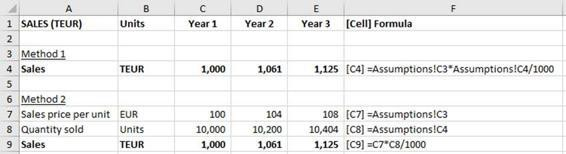 A B C D E F
1 SALES (TEUR) Units Year 1 Year 2 Year 3 [Cell] Formula
2
3 Method 1
4 Sales TEUR 1,000 1,061 1,125 [C4] =Assumptions!C3*Assumptions!C4/1000
5
6 Method 2
7 Sales price per unit EUR 100 104 108 [C7] =Assumptions!C3
8 Quantity sold Units 10,000 10,200 10,404 [C8] =Assumptions!C4
9 Sales TEUR 1,000 1,061 1,125 [C9] =C7*C8/1000